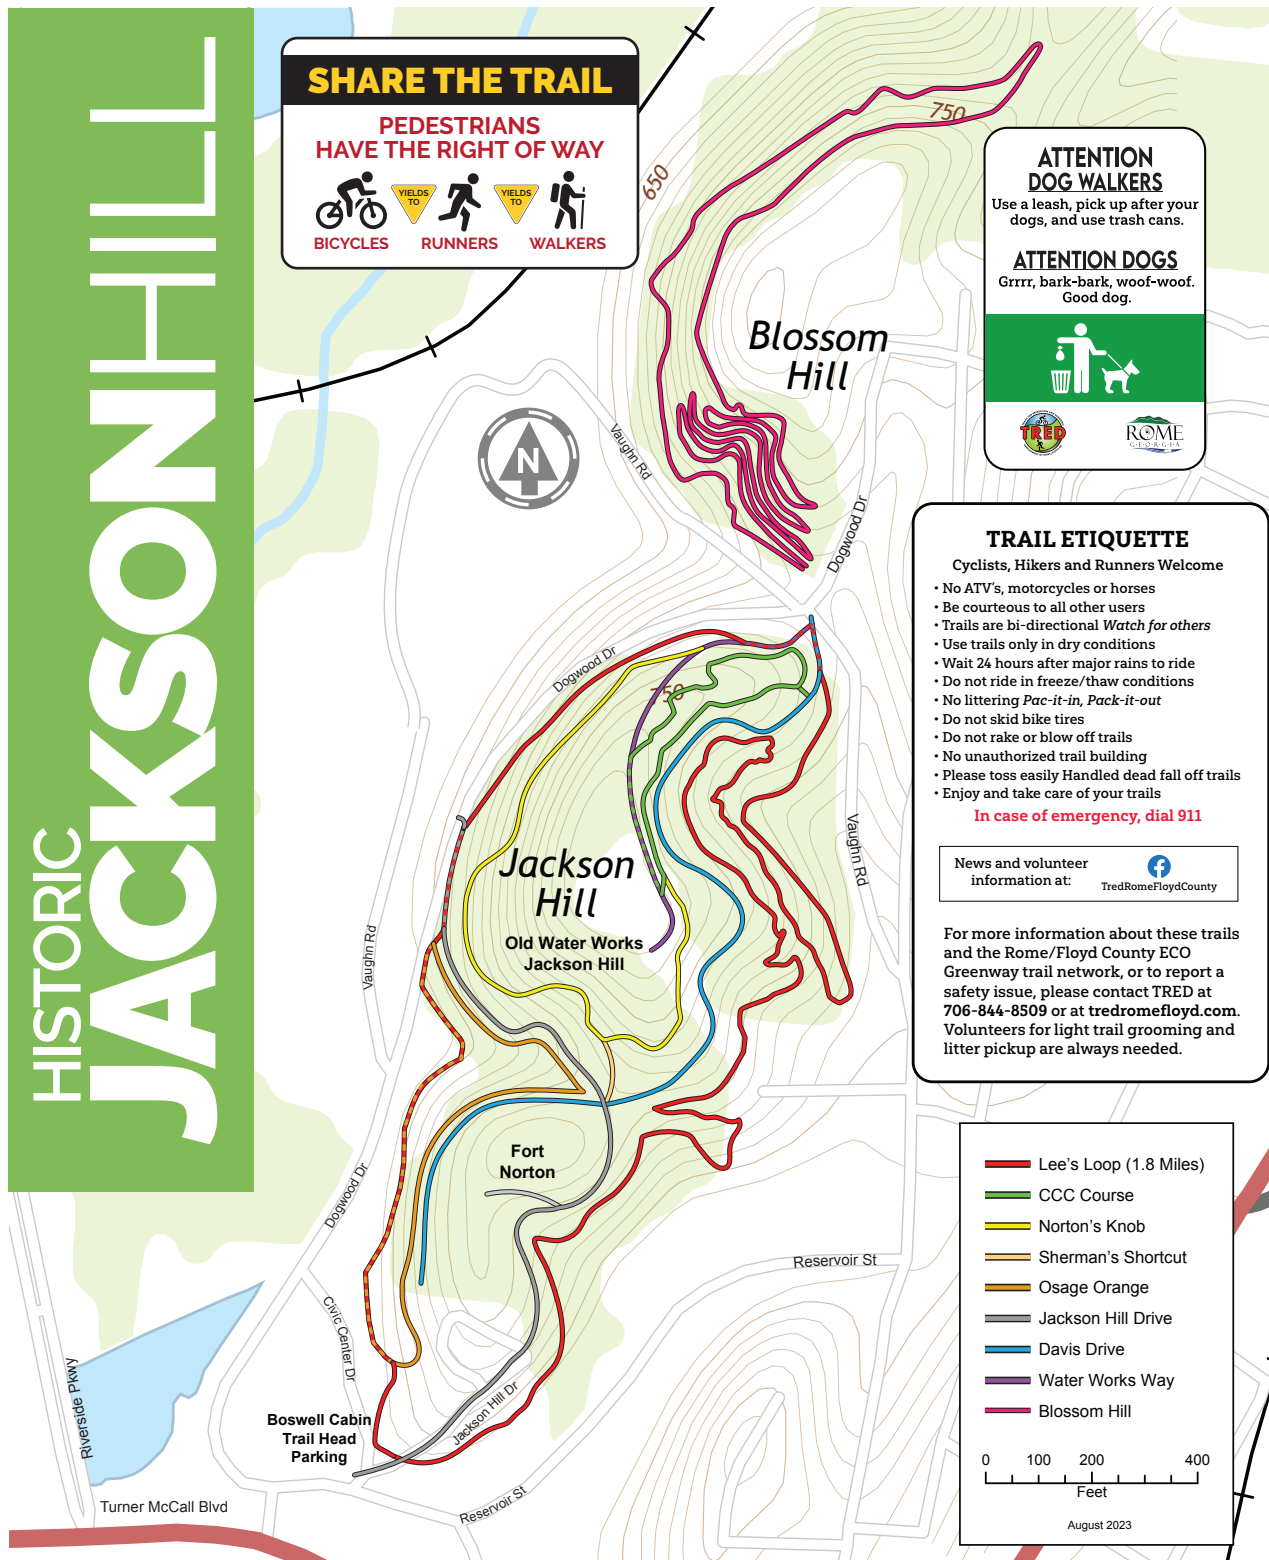 HISTORIC
JACKSONHILL
SHARE THE TRAIL
PEDESTRIANS
HAVE THE RIGHT OF WAY
YIELDS
TO
YIELDS
TO
BICYCLES
RUNNERS
WALKERS
650
750
ATTENTION
DOG WALKERS
Use a leash, pick up after your
dogs, and use trash cans.
ATTENTION DOGS
Grrrr, bark-bark, woof-woof.
Good dog.
TRED
ROME
GEORGIA
Blossom
Hill
N
Vaughn Rd
Dogwood Dr
TRAIL ETIQUETTE
Cyclists, Hikers and Runners Welcome
• No ATV's, motorcycles or horses
• Be courteous to all other users
• Trails are bi-directional Watch for others
• Use trails only in dry conditions
• Wait 24 hours after major rains to ride
• Do not ride in freeze/thaw conditions
• No littering Pac-it-in, Pack-it-out
• Do not skid bike tires
• Do not rake or blow off trails
• No unauthorized trail building
• Please toss easily Handled dead fall off trails
• Enjoy and take care of your trails
In case of emergency, dial 911
News and volunteer
information at:
TredRomeFloydCounty
For more information about these trails
and the Rome/Floyd County ECO
Greenway trail network, or to report a
safety issue, please contact TRED at
706-844-8509 or at tredromefloyd.com.
Volunteers for light trail grooming and
litter pickup are always needed.
Dogwood Dr
750
Vaughn Rd
Jackson
Hill
Old Water Works
Jackson Hill
Vaughn Rd
Fort
Norton
Dogwood Dr
Reservoir St
Civic Center Dr
Riverside Pkwy
Jackson Hill Dr
Boswell Cabin
Trail Head
Parking
Reservoir St
Turner McCall Blvd
Lee's Loop (1.8 Miles)
CCC Course
Norton's Knob
Sherman's Shortcut
Osage Orange
Jackson Hill Drive
Davis Drive
Water Works Way
Blossom Hill
0 100 200 400
Feet
August 2023